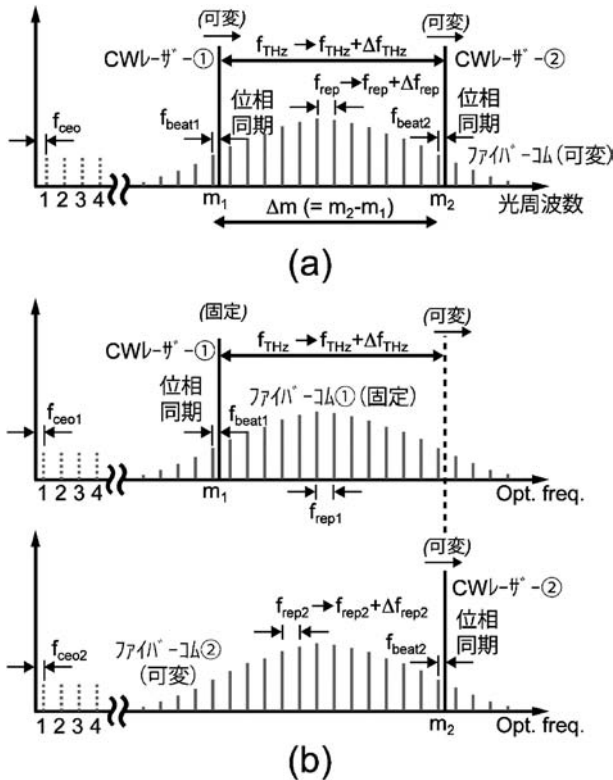 (可変)
(可変)
f_THz→f_THz+Δf_THz
CWﾚｰｻﾞｰ-①
CWﾚｰｻﾞｰ-②
f_rep→f_rep+Δf_rep
位相
同期
位相
同期
f_ceo
f_beat1
f_beat2
ﾌｧｲﾊﾞｰｺﾑ(可変)
1 2 3 4
m_1
Δm (= m_2-m_1)
m_2
光周波数
(a)
(固定)
(可変)
f_THz→f_THz+Δf_THz
CWﾚｰｻﾞｰ-①
位相
同期
ﾌｧｲﾊﾞｰｺﾑ①(固定)
f_ceo1
f_beat1
1 2 3 4
m_1
Opt. freq.
f_rep1
(可変)
CWﾚｰｻﾞｰ-②
f_rep2→f_rep2+Δf_rep2
f_ceo2
ﾌｧｲﾊﾞｰｺﾑ②
(可変)
f_beat2
位相
同期
1 2 3 4
m_2
Opt. freq.
(b)